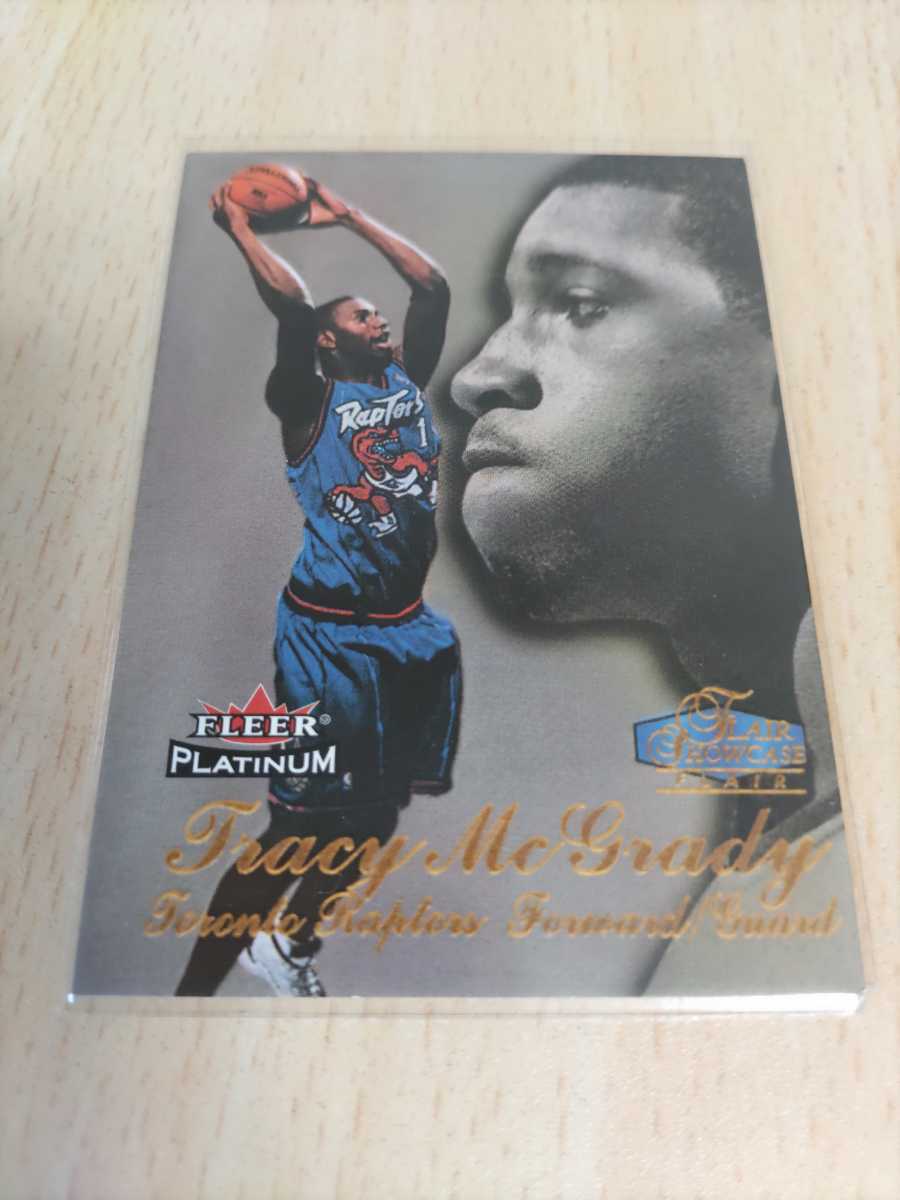 RAPTORS
1
FLEER®
PLATINUM
FLAIR
SHOWCASE
FLAIR
Tracy McGrady
Toronto Raptors Forward/Guard